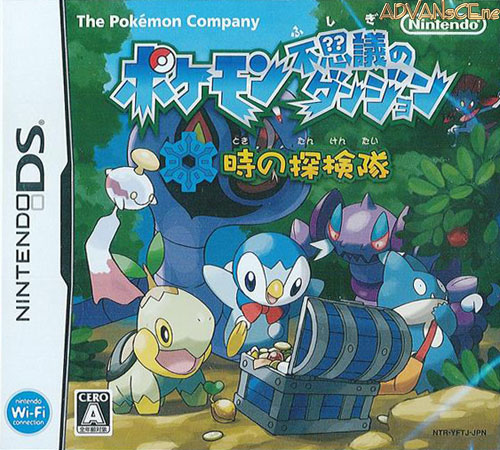 The Pokémon Company
ADVANsCEne
Nintendo
ふしぎ
ポケモン不思議の
ダンジョン
とき たんけんたい
時の探検隊
NINTENDO DS
nintendo
Wi-Fi
connection
CERO
A
全年齢対象
NTR-YFTJ-JPN